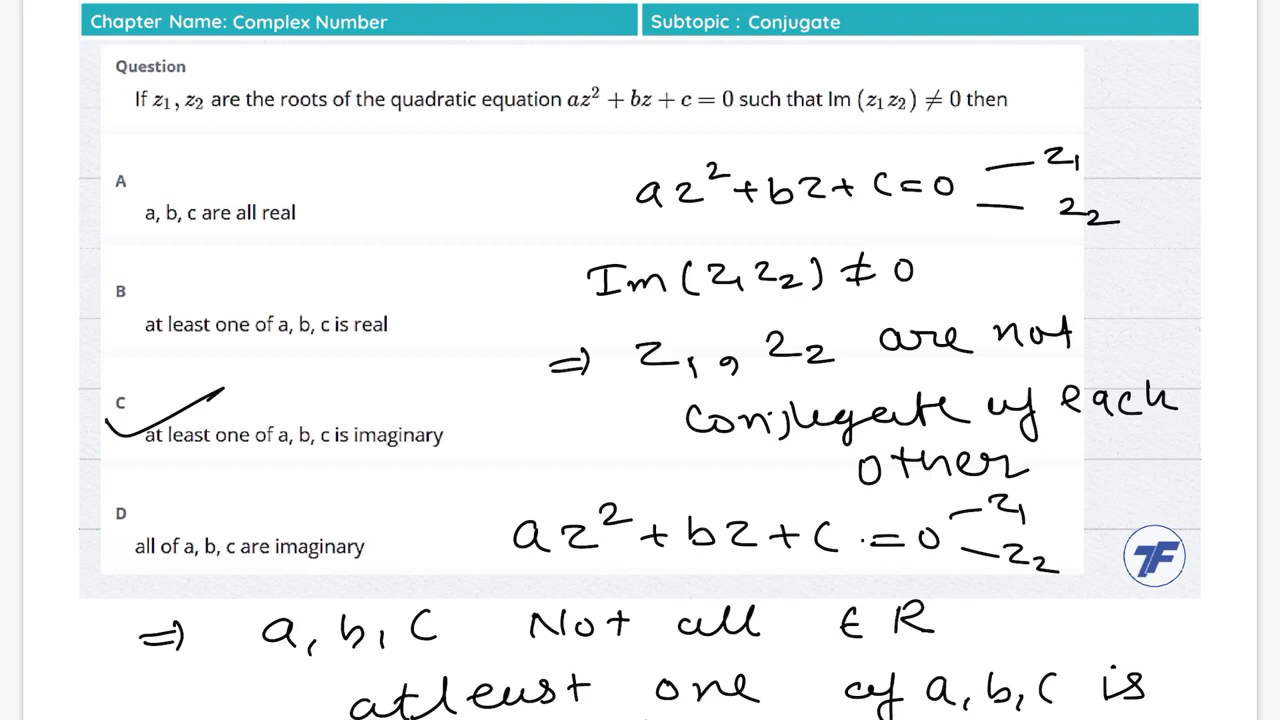 Chapter Name: Complex Number
Subtopic : Conjugate
Question
If z₁, z₂ are the roots of the quadratic equation az² + bz + c = 0 such that Im (z₁z₂) ≠ 0 then
A
a, b, c are all real
B
at least one of a, b, c is real
C
at least one of a, b, c is imaginary
D
all of a, b, c are imaginary
az² + bz + c = 0 — z₁
— z₂
Im (z₁z₂) ≠ 0
⇒ z₁, z₂ are not
conjugate of each
other
az² + bz + c = 0 — z₁
— z₂
TF
⇒ a, b, c Not all ∈ R
atleast one of a, b, c is